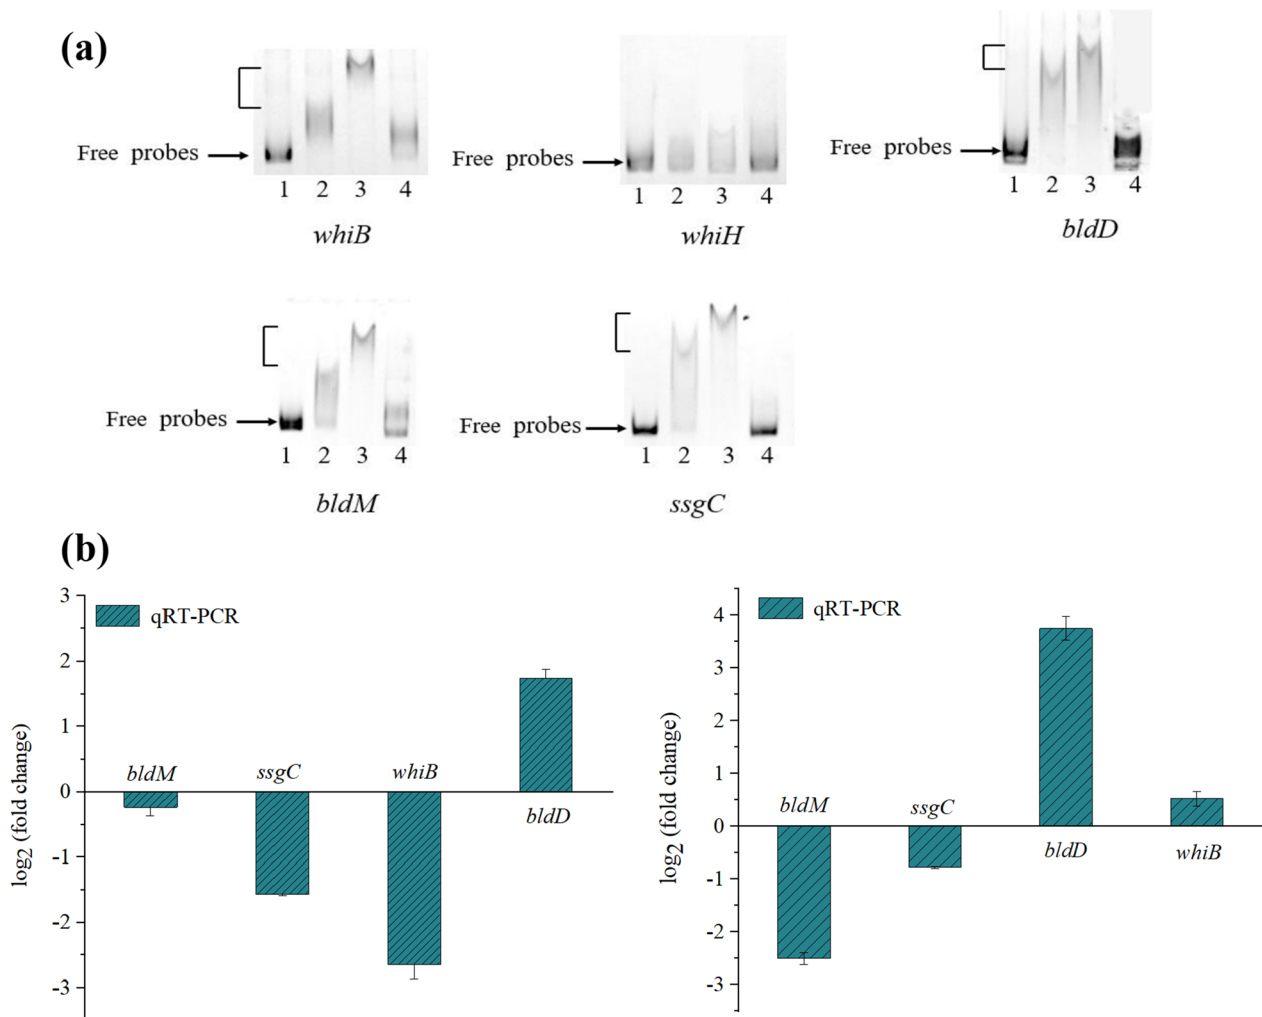 (a)
Free probes
1 2 3 4
whiB
Free probes
1 2 3 4
whiH
Free probes
1 2 3 4
bldD
Free probes
1 2 3 4
bldM
Free probes
1 2 3 4
ssgC
(b)
log2 (fold change)
3
2
1
0
-1
-2
-3
qRT-PCR
bldM ssgC whiB
bldD
log2 (fold change)
4
3
2
1
0
-1
-2
-3
qRT-PCR
bldM ssgC
bldD whiB